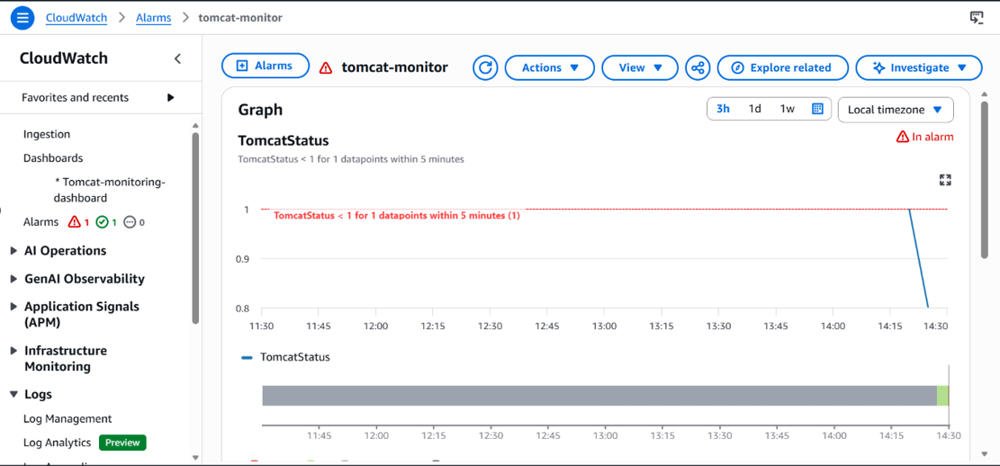 CloudWatch > Alarms > tomcat-monitor
CloudWatch
Favorites and recents
Ingestion
Dashboards
* Tomcat-monitoring-
dashboard
Alarms 1 1 0
AI Operations
GenAI Observability
Application Signals
(APM)
Infrastructure
Monitoring
Logs
Log Management
Log Analytics Preview
Alarms tomcat-monitor Actions View Explore related Investigate
Graph 3h 1d 1w Local timezone
TomcatStatus In alarm
TomcatStatus < 1 for 1 datapoints within 5 minutes
1
TomcatStatus < 1 for 1 datapoints within 5 minutes (1)
0.9
0.8
11:30 11:45 12:00 12:15 12:30 12:45 13:00 13:15 13:30 13:45 14:00 14:15 14:30
TomcatStatus
11:45 12:00 12:15 12:30 12:45 13:00 13:15 13:30 13:45 14:00 14:15 14:30